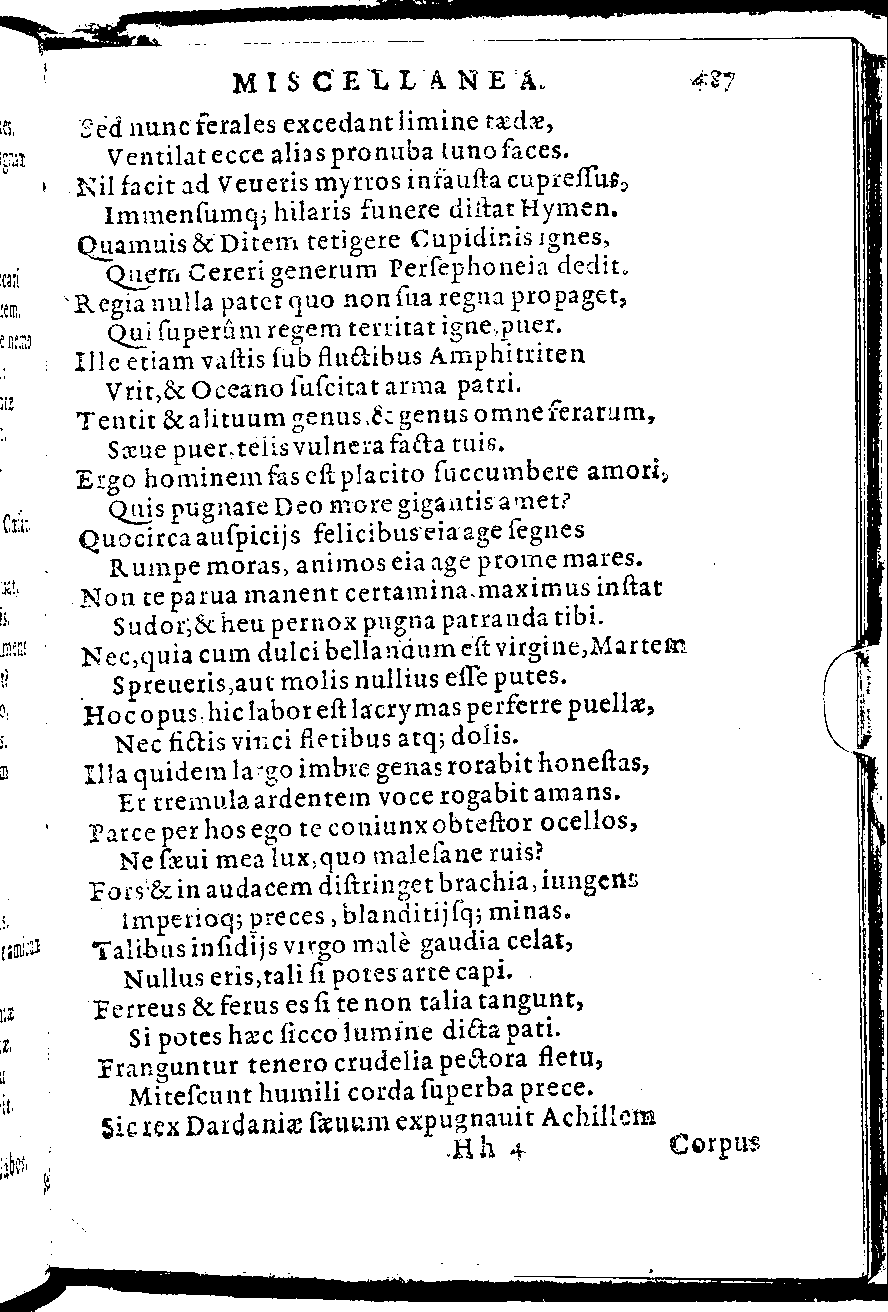 MISCELLANEA. 487
Sed nunc ferales excedant limine tædæ,
Ventilat ecce alias pronuba Iuno faces.
Nil facit ad Veneris myrtos infauſta cupreſſus,
Immenſumq; hilaris funere diſtat Hymen.
Quamuis & Ditem tetigere Cupidinis ignes,
Quem Cereri generum Perſephoneia dedit.
Regia nulla patet quo non ſua regna propaget,
Qui ſuperûm regem territat igne, puer.
Ille etiam vaſtis ſub fluctibus Amphitriten
Vrit, & Oceano ſuſcitat arma patri.
Sentit & alituum genus, & genus omne ferarum,
Sæue puer, telis vulnera facta tuis.
Ergo hominem fas eſt placito ſuccumbere amori,
Quis pugnare Deo more gigantis amet?
Quocirca auſpicijs felicibus eia age ſegnes
Rumpe moras, animos eia age prome mares.
Non te parua manent certamina, maximus inſtat
Sudor, & heu pernox pugna patranda tibi.
Nec, quia cum dulci bellandum eſt virgine, Martem
Spreueris, aut molis nullius eſſe putes.
Hoc opus, hic labor eſt lacrymas perferre puellæ,
Nec fictis vinci fletibus atq; dolis.
Illa quidem largo imbre genas rorabit honeſtas,
Et tremula ardentem voce rogabit amans.
Parce per hos ego te coniunx obteſtor ocellos,
Ne ſæui mea lux, quo maleſane ruis?
Fors & in audacem diſtringet brachia, iungens
Imperioq; preces, blanditijſq; minas.
Talibus inſidijs virgo malè gaudia celat,
Nullus eris, tali ſi potes arte capi.
Ferreus & ferus es ſi te non talia tangunt,
Si potes hæc ſicco lumine dicta pati.
Franguntur tenero crudelia pectora fletu,
Miteſcunt humili corda ſuperba prece.
Sic rex Dardaniæ ſæuum expugnauit Achillem
Hh 4 Corpus